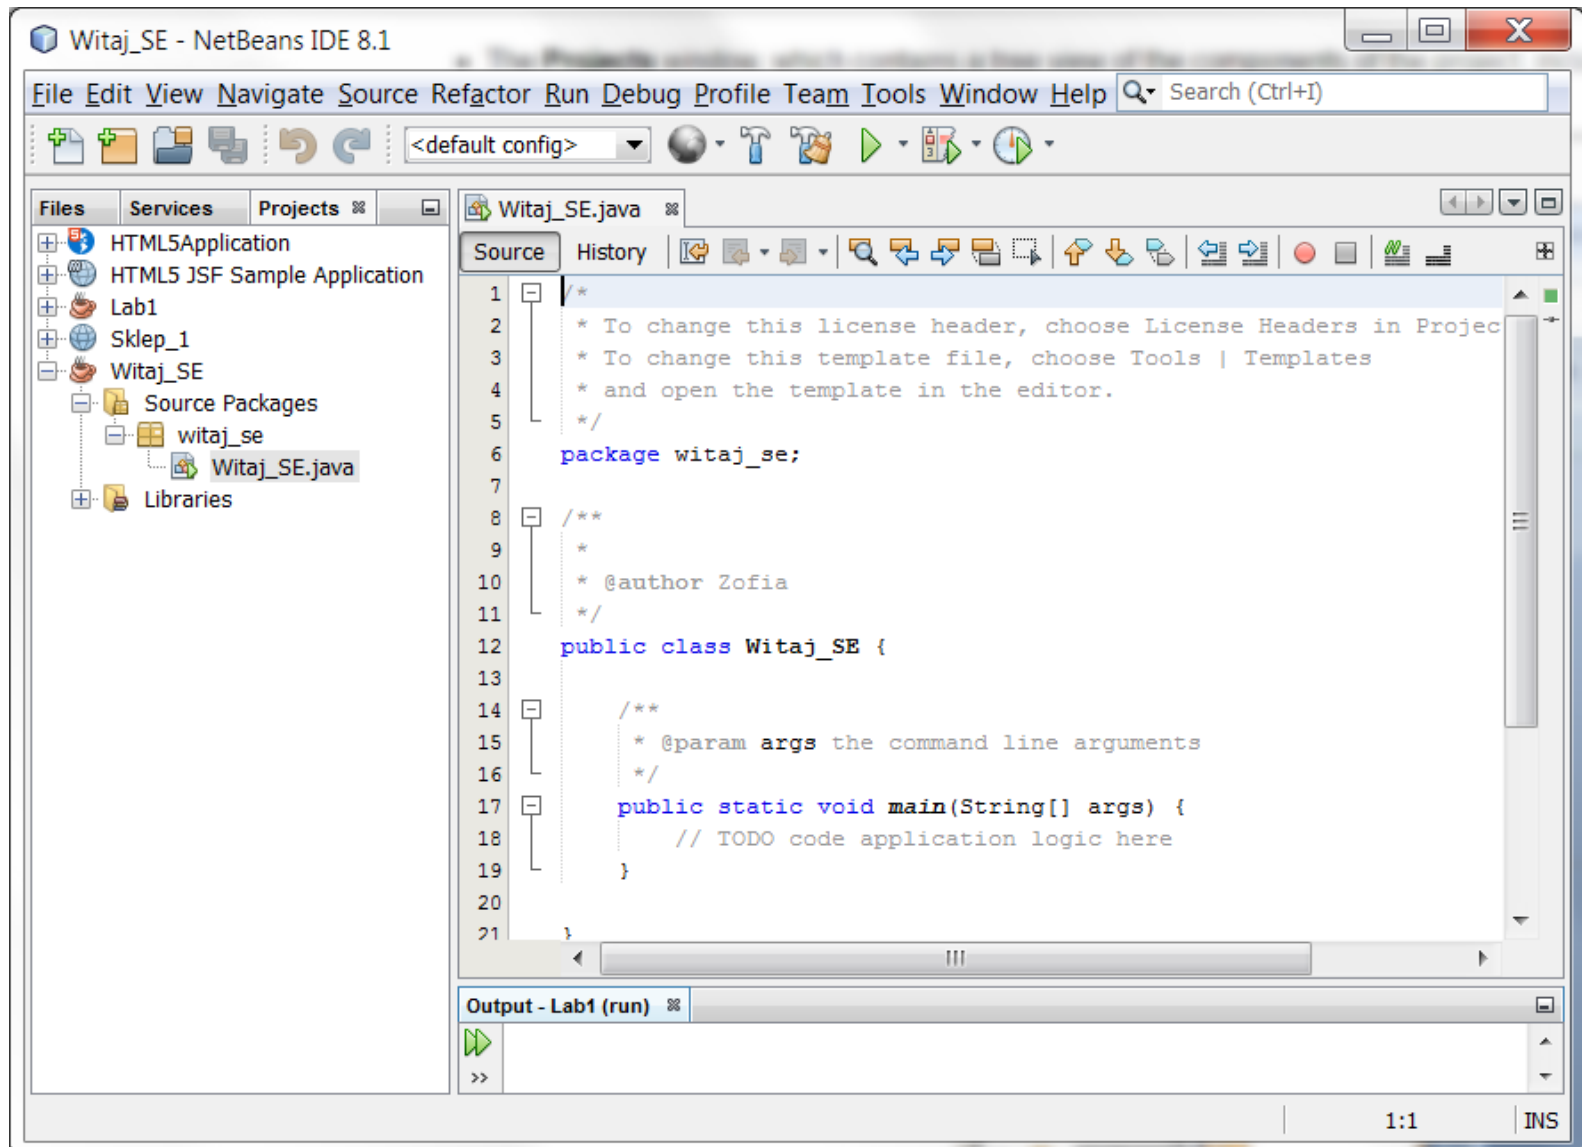 Witaj_SE - NetBeans IDE 8.1
File Edit View Navigate Source Refactor Run Debug Profile Team Tools Window Help Search (Ctrl+I)
<default config>
Files Services Projects
HTML5Application
HTML5 JSF Sample Application
Lab1
Sklep_1
Witaj_SE
Source Packages
witaj_se
Witaj_SE.java
Libraries
Witaj_SE.java
Source History
1 /*
2 * To change this license header, choose License Headers in Projec
3 * To change this template file, choose Tools | Templates
4 * and open the template in the editor.
5 */
6 package witaj_se;
7
8 /**
9 *
10 * @author Zofia
11 */
12 public class Witaj_SE {
13
14 /**
15 * @param args the command line arguments
16 */
17 public static void main(String[] args) {
18 // TODO code application logic here
19 }
20
21 }
Output - Lab1 (run)
1:1 INS